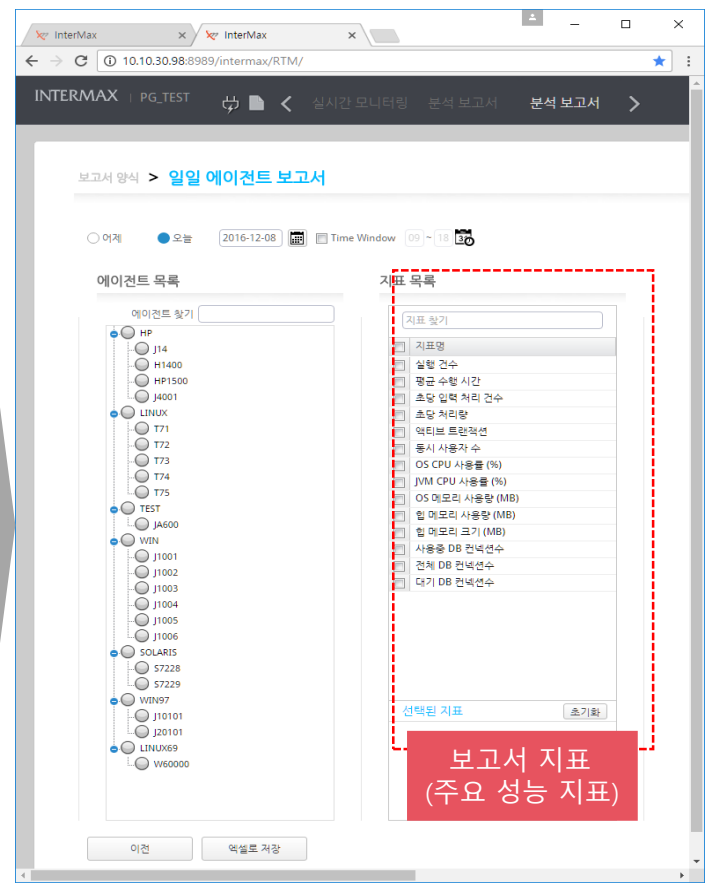 InterMax
InterMax
10.10.30.98:8989/intermax/RTM/
INTERMAX PG_TEST 실시간 모니터링 분석 보고서 분석 보고서
보고서 양식 > 일일 에이전트 보고서
어제 오늘 2016-12-08 Time Window 09 ~ 18
에이전트 목록
에이전트 찾기
HP
J14
H1400
HP1500
J4001
LINUX
T71
T72
T73
T74
T75
TEST
JA600
WIN
J1001
J1002
J1003
J1004
J1005
J1006
SOLARIS
S7228
S7229
WIN97
J10101
J20101
LINUX69
W60000
지표 목록
지표 찾기
지표명
실행 건수
평균 수행 시간
초당 입력 처리 건수
초당 처리량
액티브 트랜잭션
동시 사용자 수
OS CPU 사용률 (%)
JVM CPU 사용률 (%)
OS 메모리 사용량 (MB)
힙 메모리 사용량 (MB)
힙 메모리 크기 (MB)
사용중 DB 컨넥션수
전체 DB 컨넥션수
대기 DB 컨넥션수
선택된 지표 초기화
보고서 지표
(주요 성능 지표)
이전 엑셀로 저장